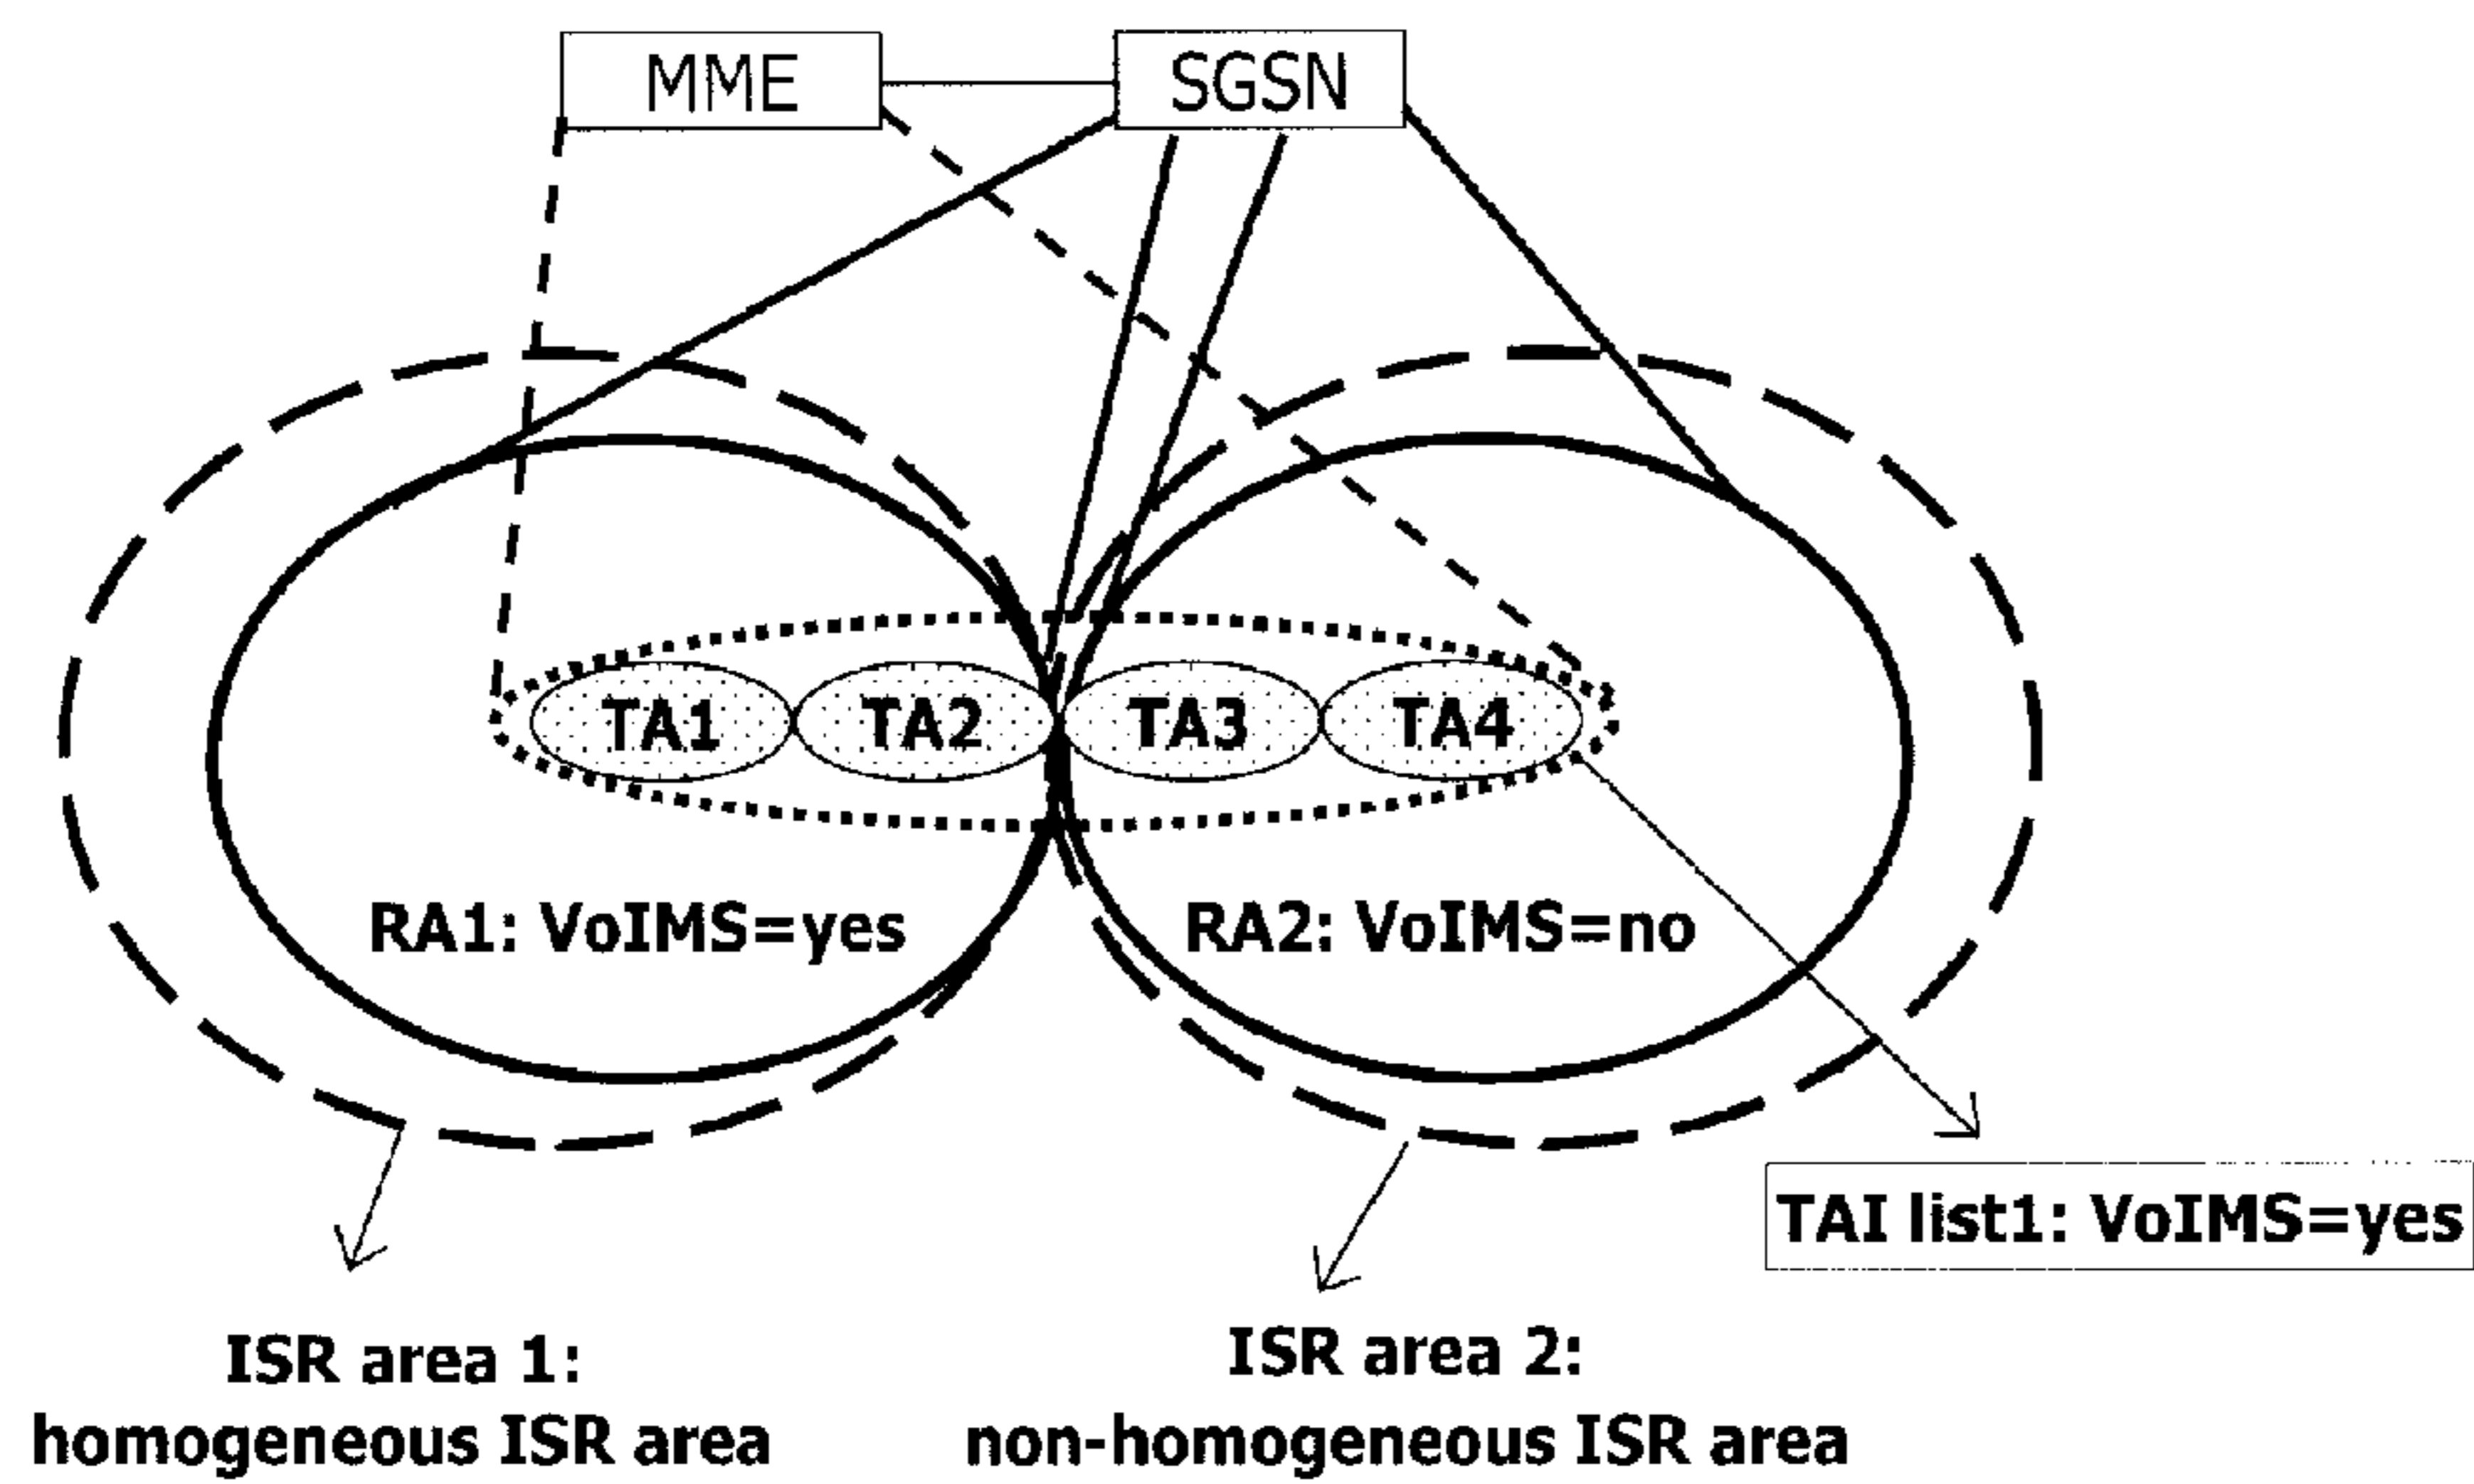 MME
SGSN
TA1
TA2
TA3
TA4
RA1: VoIMS=yes
RA2: VoIMS=no
TAI list1: VoIMS=yes
ISR area 1:
homogeneous ISR area
ISR area 2:
non-homogeneous ISR area